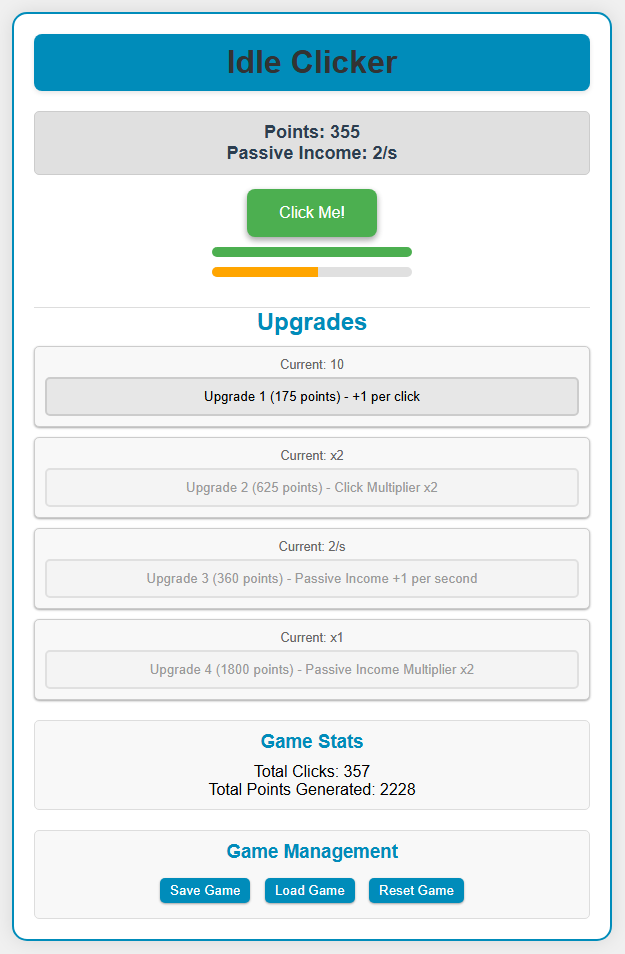 Idle Clicker
Points: 355
Passive Income: 2/s
Click Me!
Upgrades
Current: 10
Upgrade 1 (175 points) - +1 per click
Current: x2
Upgrade 2 (625 points) - Click Multiplier x2
Current: 2/s
Upgrade 3 (360 points) - Passive Income +1 per second
Current: x1
Upgrade 4 (1800 points) - Passive Income Multiplier x2
Game Stats
Total Clicks: 357
Total Points Generated: 2228
Game Management
Save Game Load Game Reset Game